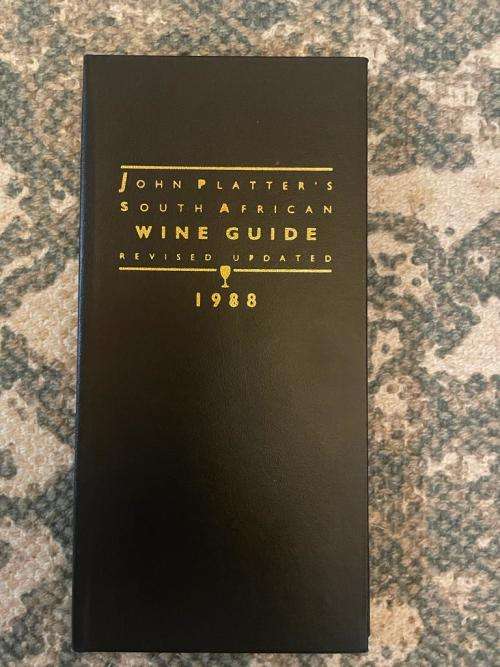 JOHN PLATTER'S
SOUTH AFRICAN
WINE GUIDE
REVISED UPDATED
1988